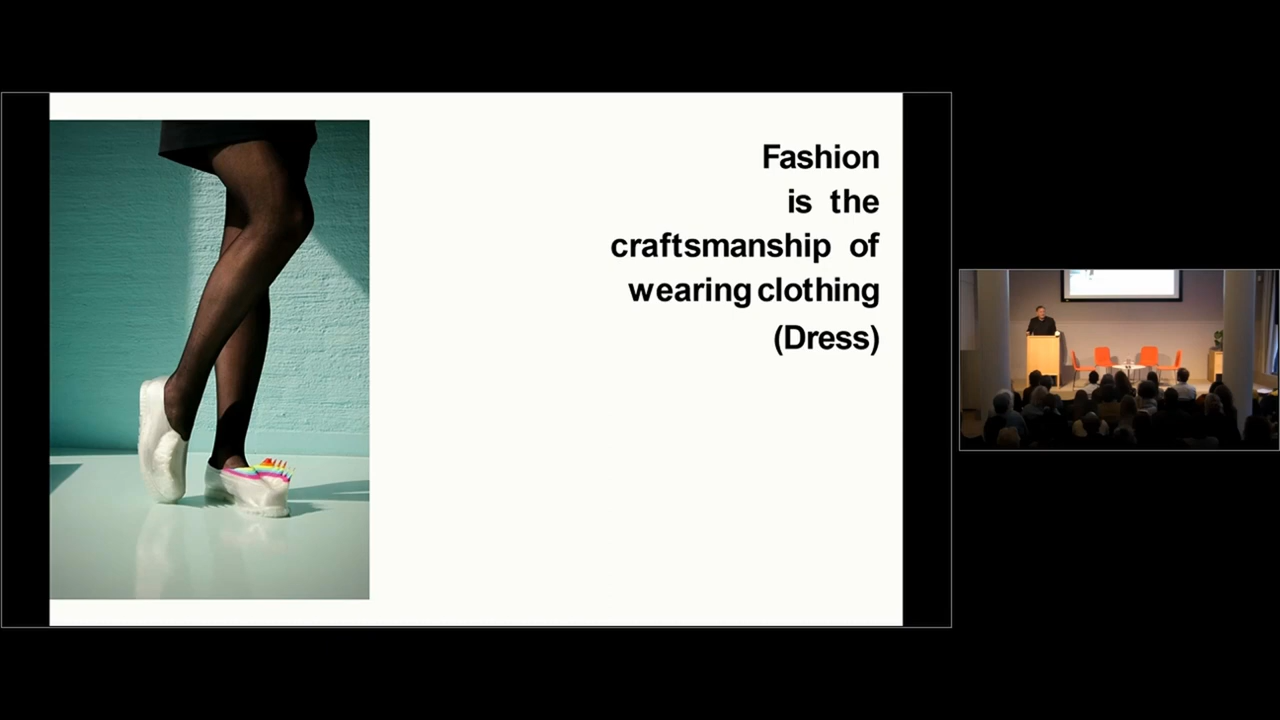 Fashion
is the
craftsmanship of
wearing clothing
(Dress)